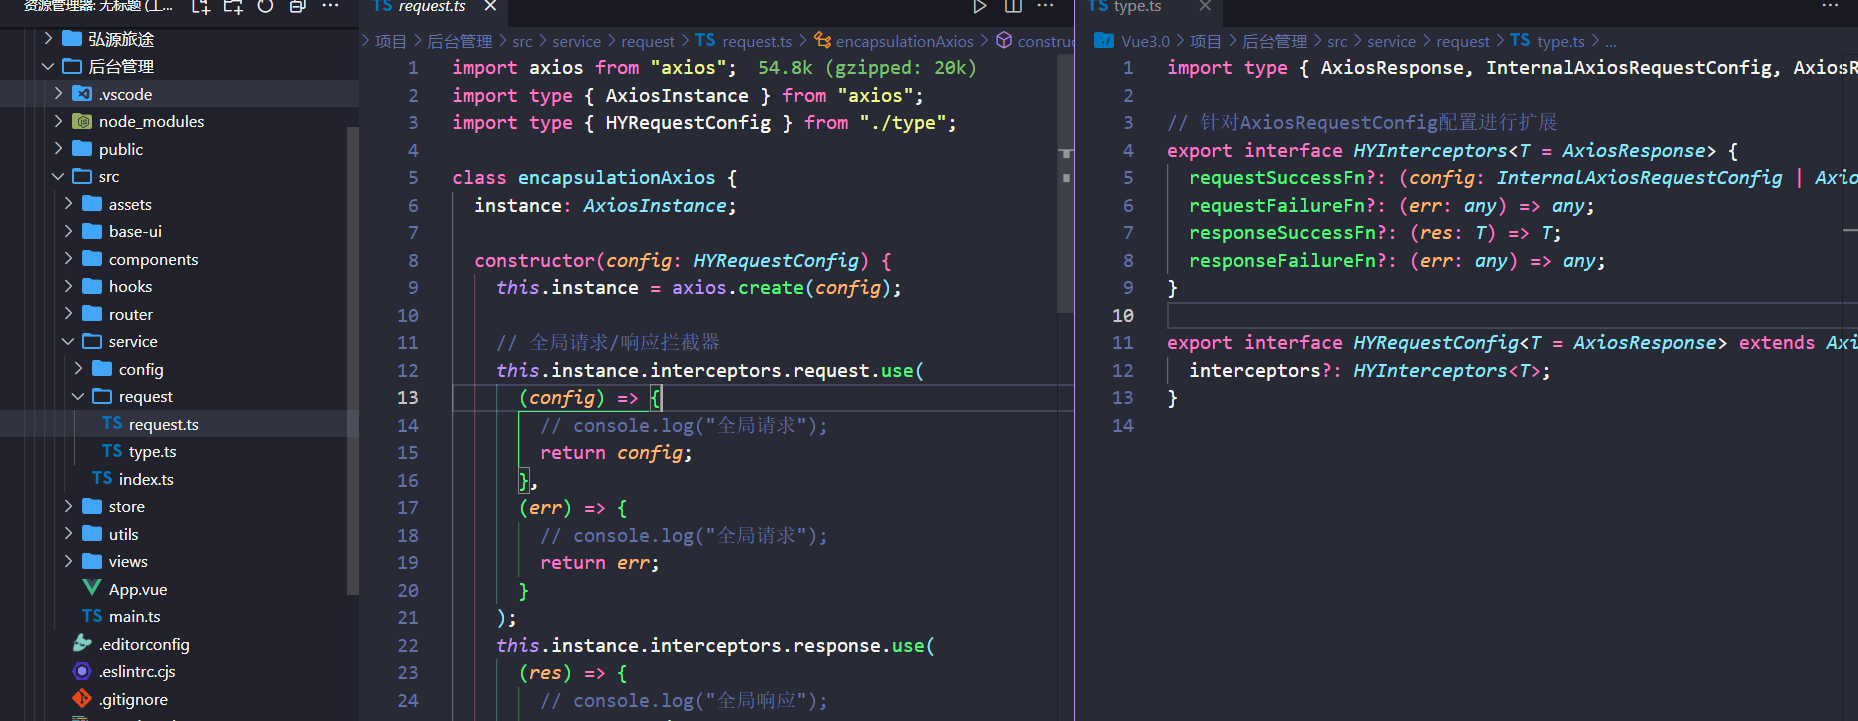 资源管理器: 无标题 (工...
弘源旅途
后台管理
.vscode
node_modules
public
src
assets
base-ui
components
hooks
router
service
config
request
TS request.ts
TS type.ts
TS index.ts
store
utils
views
App.vue
TS main.ts
.editorconfig
.eslintrc.cjs
.gitignore
TS request.ts
> 项目 > 后台管理 > src > service > request > TS request.ts > encapsulationAxios > constru
1 import axios from "axios"; 54.8k (gzipped: 20k)
2 import type { AxiosInstance } from "axios";
3 import type { HYRequestConfig } from "./type";
4
5 class encapsulationAxios {
6 instance: AxiosInstance;
7
8 constructor(config: HYRequestConfig) {
9 this.instance = axios.create(config);
10
11 // 全局请求/响应拦截器
12 this.instance.interceptors.request.use(
13 (config) => {
14 // console.log("全局请求");
15 return config;
16 },
17 (err) => {
18 // console.log("全局请求");
19 return err;
20 }
21 );
22 this.instance.interceptors.response.use(
23 (res) => {
24 // console.log("全局响应");
TS type.ts
Vue3.0 > 项目 > 后台管理 > src > service > request > TS type.ts > ...
1 import type { AxiosResponse, InternalAxiosRequestConfig, AxiosR
2
3 // 针对AxiosRequestConfig配置进行扩展
4 export interface HYInterceptors<T = AxiosResponse> {
5 requestSuccessFn?: (config: InternalAxiosRequestConfig | Axio
6 requestFailureFn?: (err: any) => any;
7 responseSuccessFn?: (res: T) => T;
8 responseFailureFn?: (err: any) => any;
9 }
10
11 export interface HYRequestConfig<T = AxiosResponse> extends Axi
12 interceptors?: HYInterceptors<T>;
13 }
14